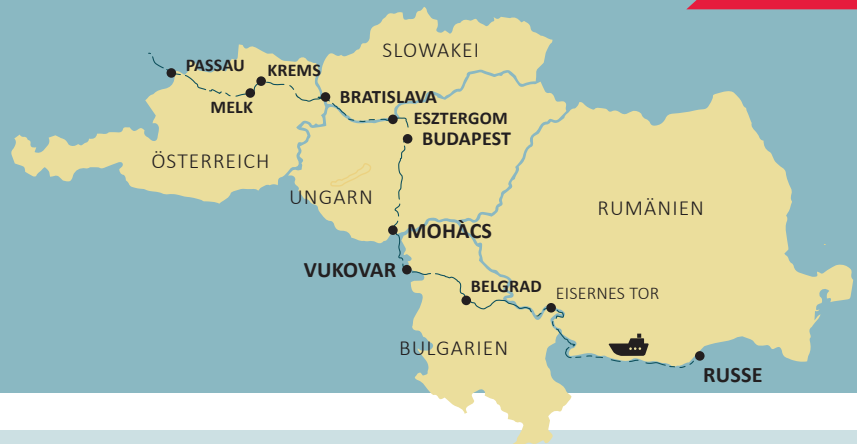 SLOWAKEI
PASSAU
KREMS
MELK
BRATISLAVA
ESZTERGOM
BUDAPEST
ÖSTERREICH
UNGARN
RUMÄNIEN
MOHÀCS
VUKOVAR
BELGRAD
EISERNES TOR
BULGARIEN
RUSSE